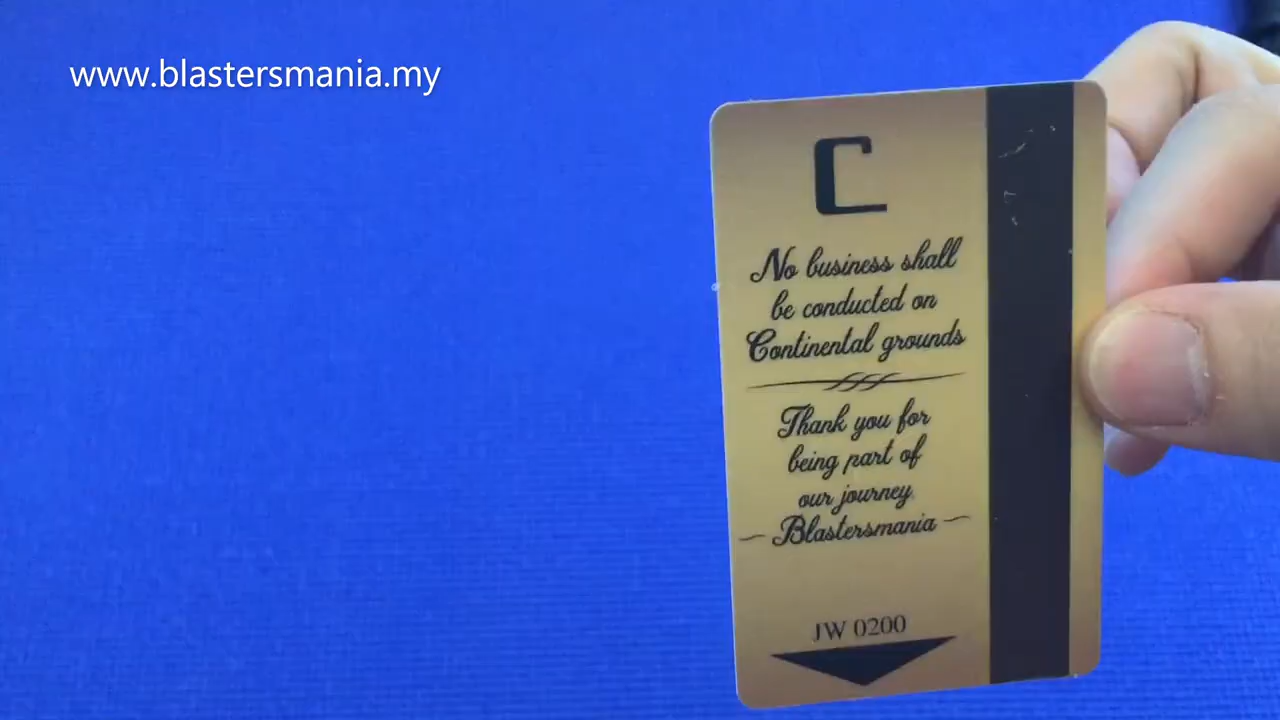 www.blastersmania.my
C
No business shall
be conducted on
Continental grounds
Thank you for
being part of
our journey
Blastersmania
JW 0200